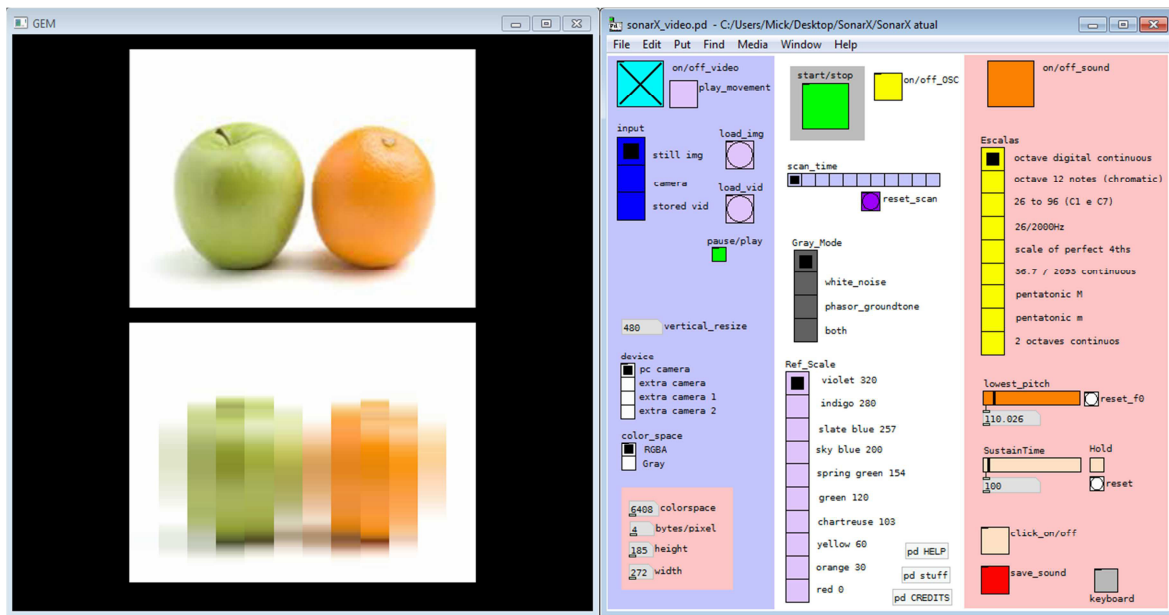 GEM
sonarX_video.pd - C:/Users/Mick/Desktop/SonarX/SonarX atual
File Edit Put Find Media Window Help
on/off_video
play_movement
input
still img
camera
stored vid
load_img
load_vid
pause/play
480 vertical_resize
device
pc camera
extra camera
extra camera 1
extra camera 2
color_space
RGBA
Gray
6408 colorspace
4 bytes/pixel
185 height
272 width
start/stop
on/off_OSC
scan_time
reset_scan
Gray_Mode
white_noise
phasor_groundtone
both
Ref_Scale
violet 320
indigo 280
slate blue 257
sky blue 200
spring green 154
green 120
chartreuse 103
yellow 60
orange 30
red 0
pd HELP
pd stuff
pd CREDITS
on/off_sound
Escalas
octave digital continuous
octave 12 notes (chromatic)
26 to 96 (C1 e C7)
26/2000Hz
scale of perfect 4ths
continuous
pentatonic M
pentatonic m
2 octaves continuos
lowest_pitch
reset_f0
110.026
SustainTime
Hold
100
reset
click_on/off
save_sound
keyboard